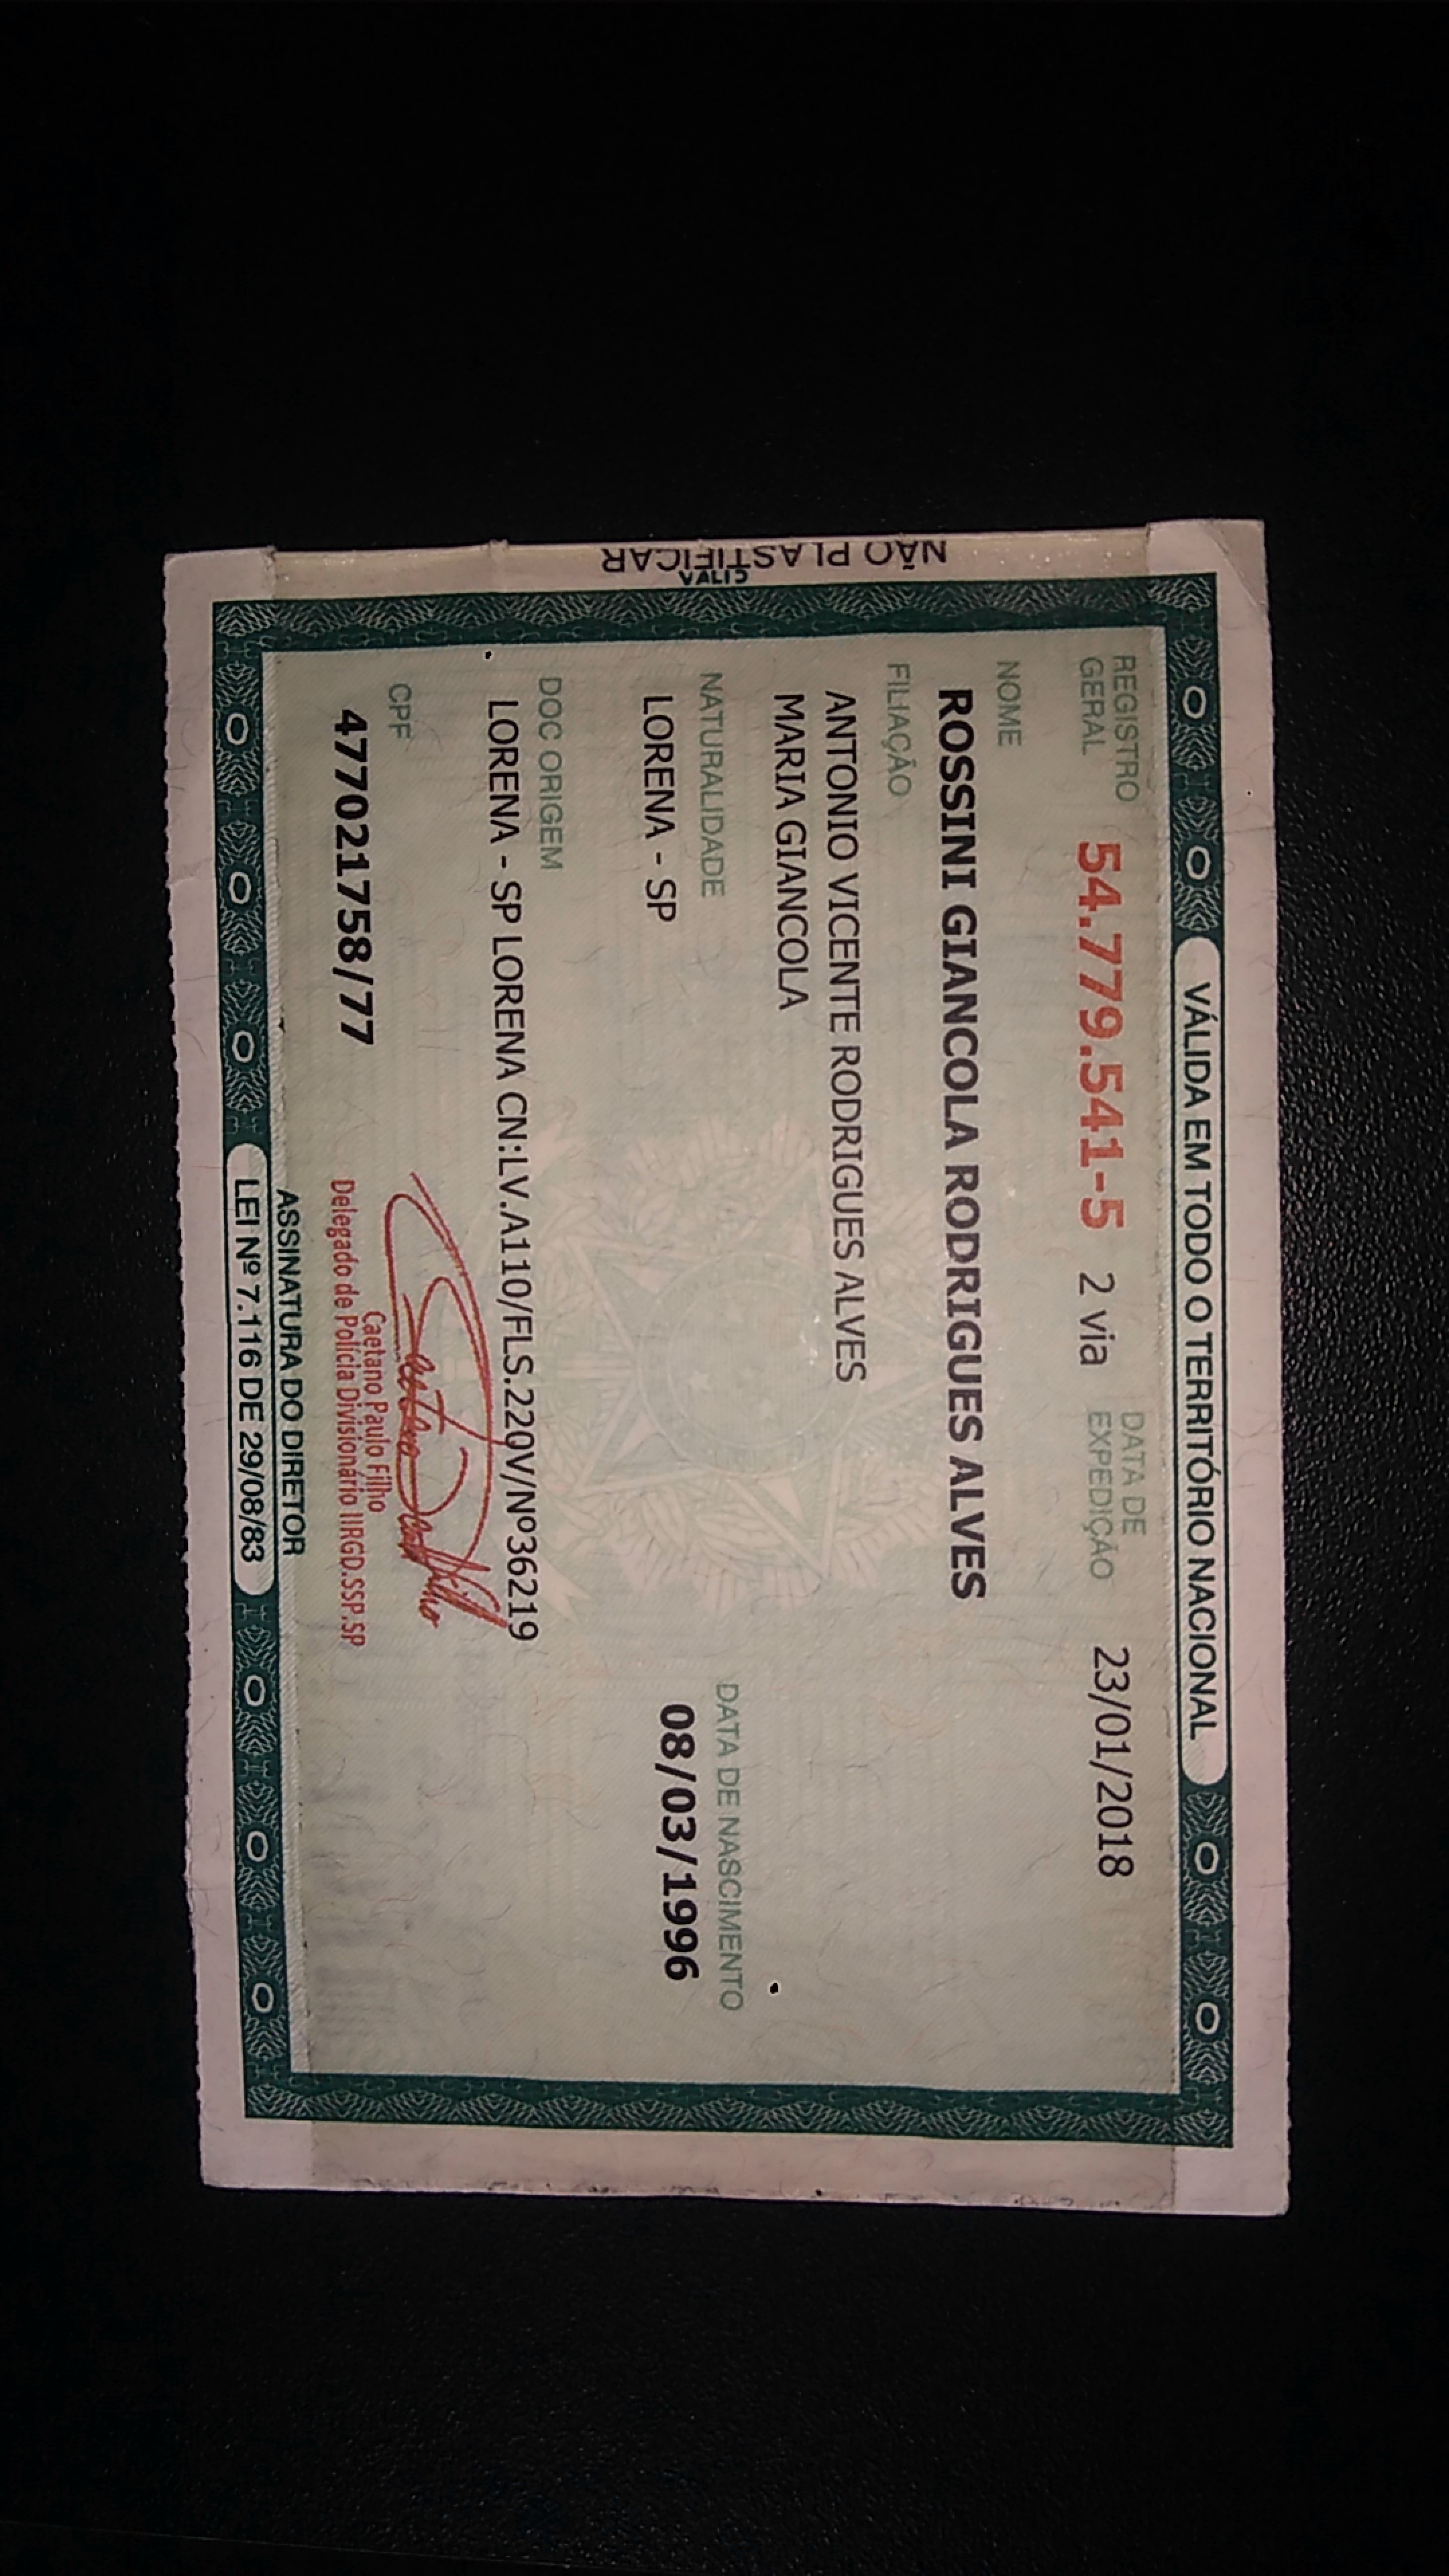 VÁLIDA EM TODO O TERRITÓRIO NACIONAL
REGISTRO GERAL 54.779.541-5 2 via DATA DE EXPEDIÇÃO 23/01/2018
NOME
ROSSINI GIANCOLA RODRIGUES ALVES
FILIAÇÃO
ANTONIO VICENTE RODRIGUES ALVES
MARIA GIANCOLA
NATURALIDADE DATA DE NASCIMENTO
LORENA - SP 08/03/1996
DOC ORIGEM
LORENA - SP LORENA CN:LV.A110/FLS.220V/Nº36219
CPF
477021758/77
Caetano Paulo Filho
Delegado de Polícia Divisionário IIRGD.SSP.SP
ASSINATURA DO DIRETOR
LEI Nº 7.116 DE 29/08/83
NÃO PLASTIFICAR